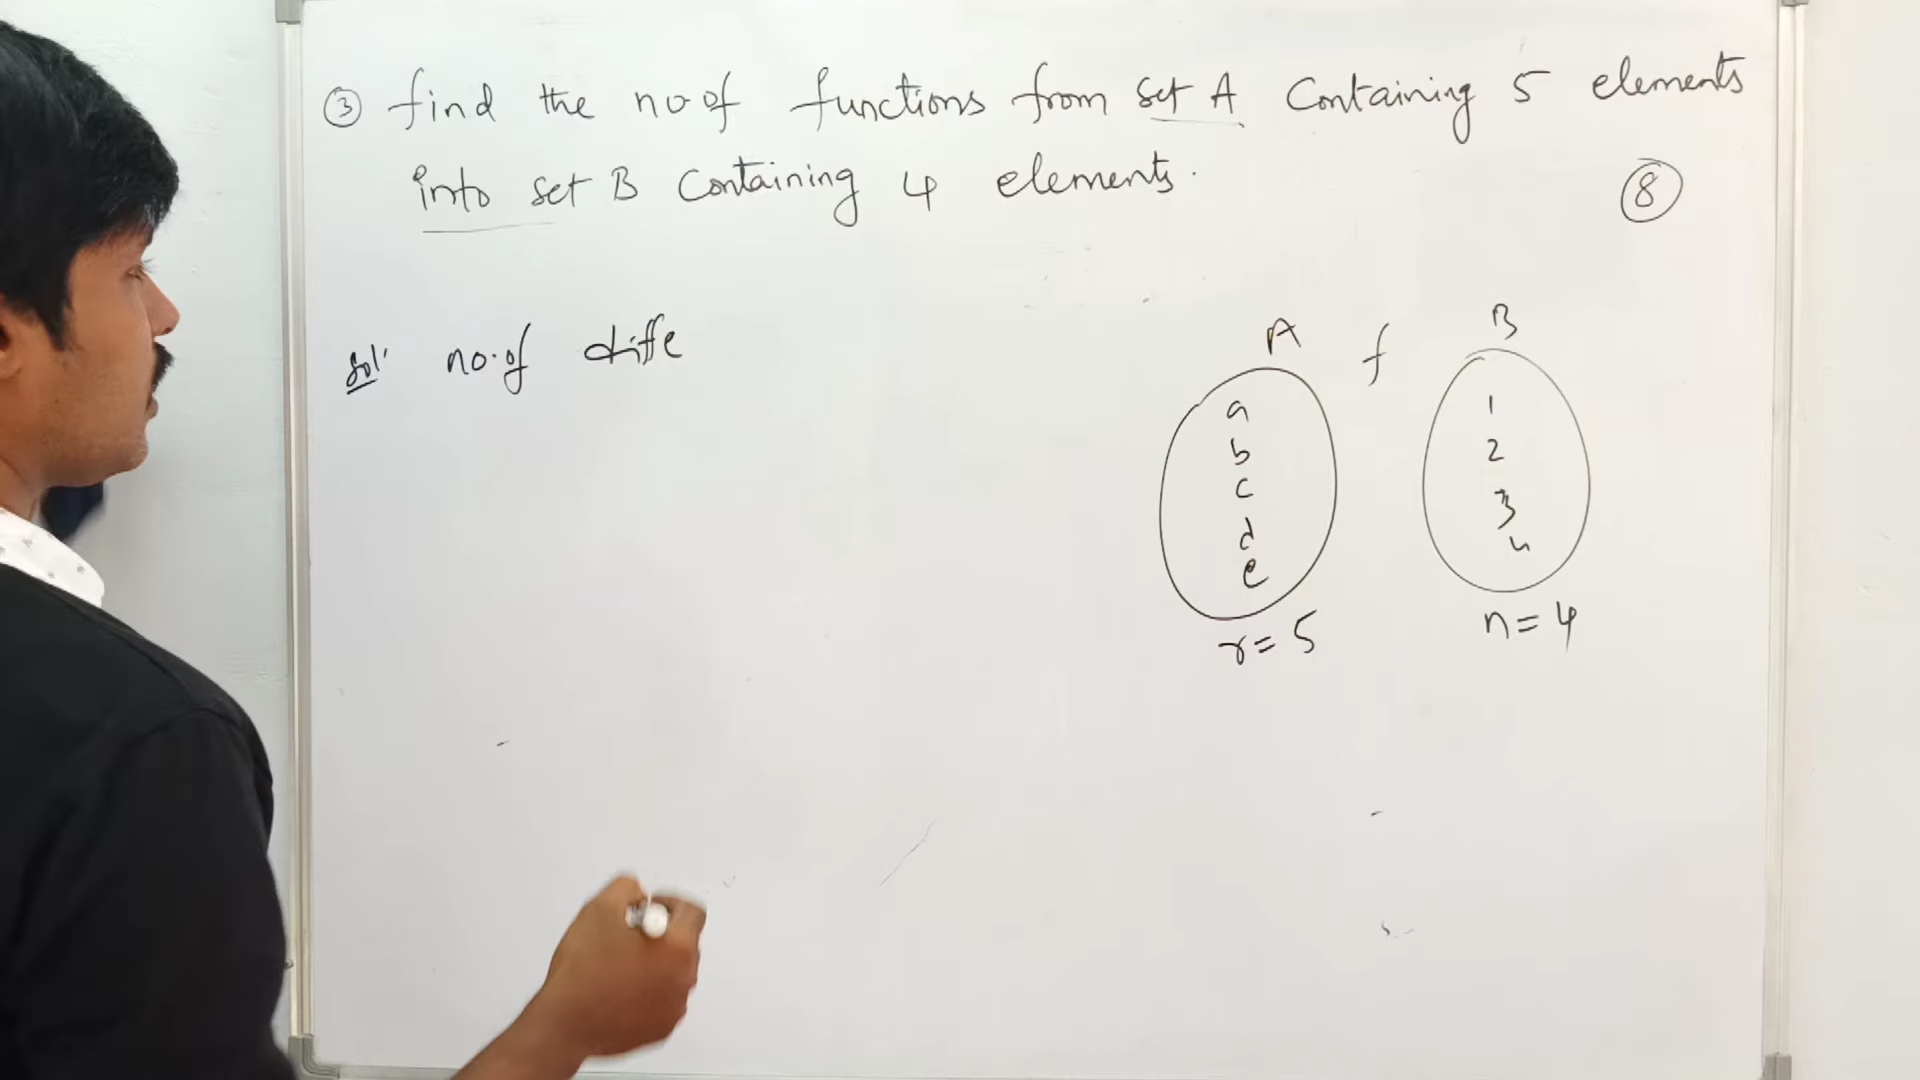 ③ find the no of functions from set A Containing 5 elements
into set B Containing 4 elements.
⑧
Sol: no. of diffe
A f B
a 1
b 2
c 3
d 4
e
r = 5 n = 4